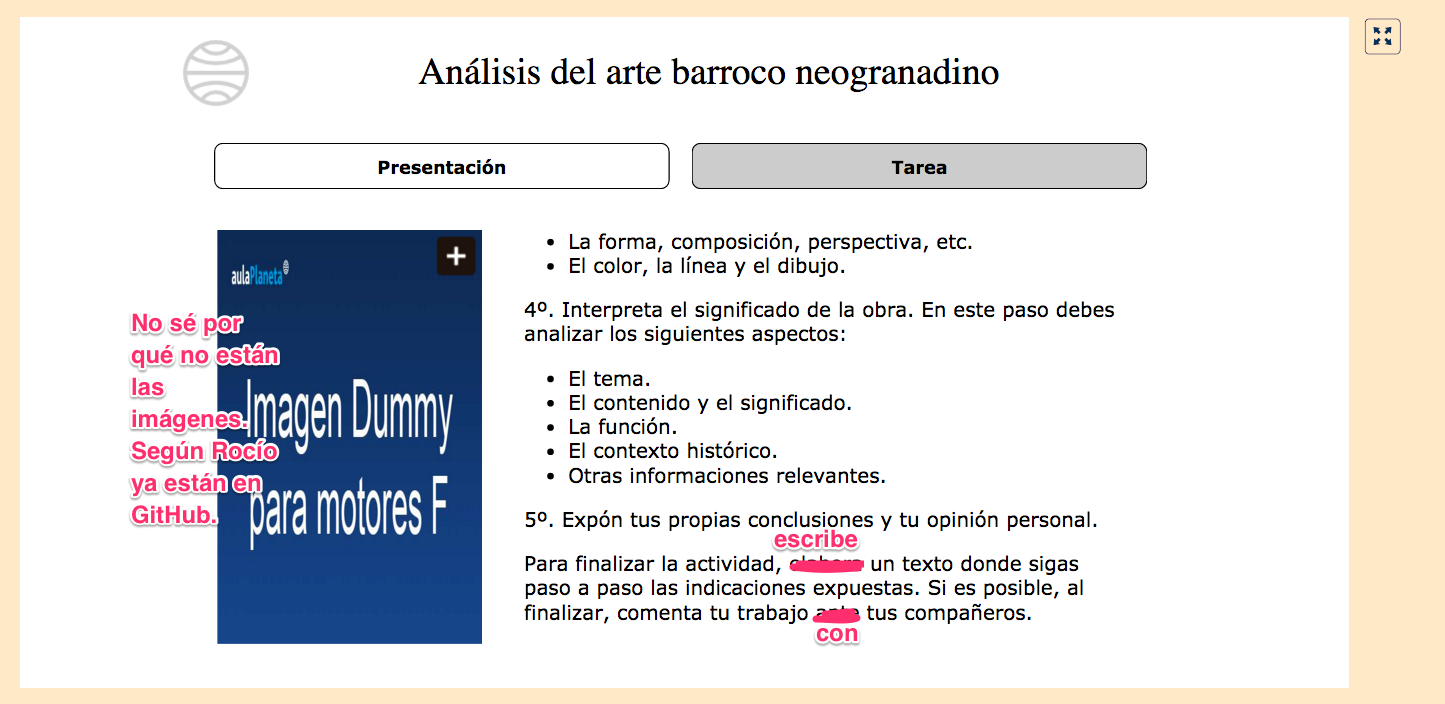 Análisis del arte barroco neogranadino
Presentación
Tarea
aulaPlaneta
Imagen Dummy
para motores F
No sé por
qué no están
las
imágenes.
Según Rocío
ya están en
GitHub.
• La forma, composición, perspectiva, etc.
• El color, la línea y el dibujo.
4º. Interpreta el significado de la obra. En este paso debes
analizar los siguientes aspectos:
• El tema.
• El contenido y el significado.
• La función.
• El contexto histórico.
• Otras informaciones relevantes.
5º. Expón tus propias conclusiones y tu opinión personal.
escribe
Para finalizar la actividad, elabora un texto donde sigas
paso a paso las indicaciones expuestas. Si es posible, al
finalizar, comenta tu trabajo ante tus compañeros.
con